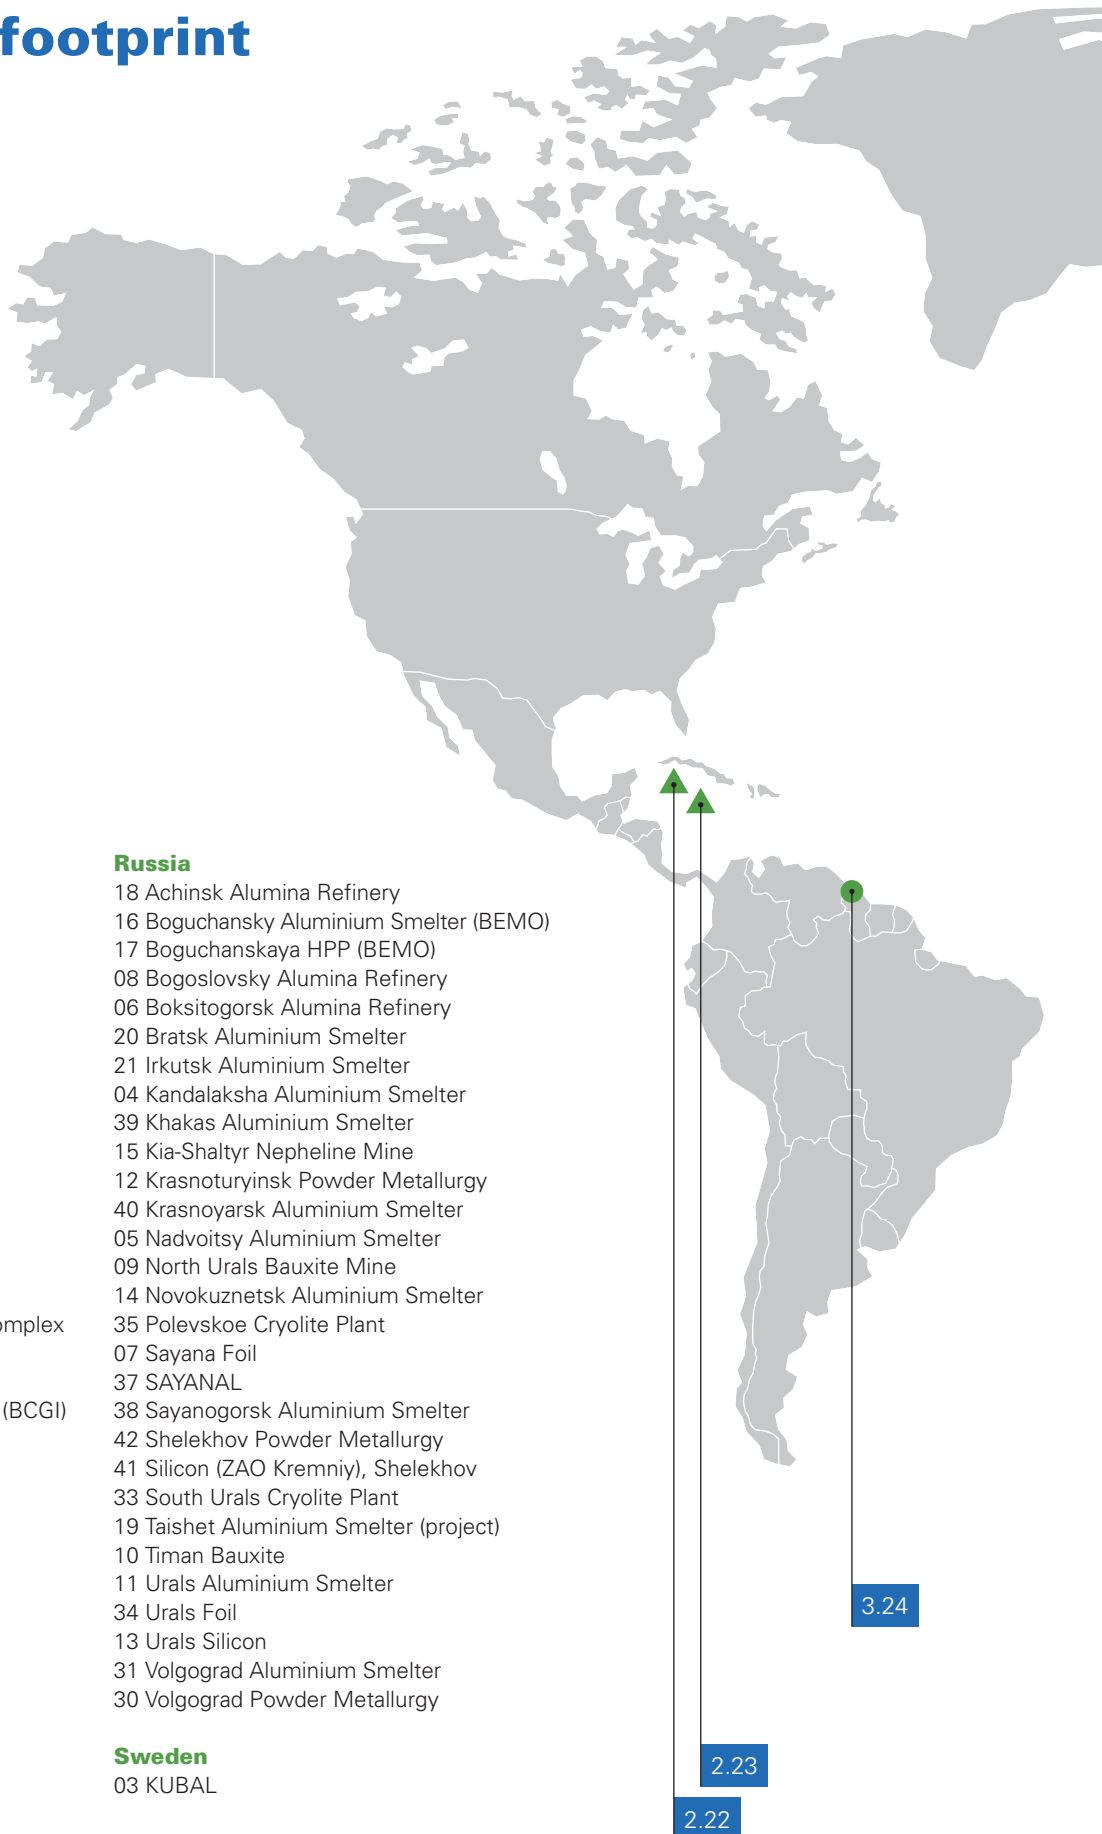 footprint
Russia
18 Achinsk Alumina Refinery
16 Boguchansky Aluminium Smelter (BEMO)
17 Boguchanskaya HPP (BEMO)
08 Bogoslovsky Alumina Refinery
06 Boksitogorsk Alumina Refinery
20 Bratsk Aluminium Smelter
21 Irkutsk Aluminium Smelter
04 Kandalaksha Aluminium Smelter
39 Khakas Aluminium Smelter
15 Kia-Shaltyr Nepheline Mine
12 Krasnoturyinsk Powder Metallurgy
40 Krasnoyarsk Aluminium Smelter
05 Nadvoitsy Aluminium Smelter
09 North Urals Bauxite Mine
14 Novokuznetsk Aluminium Smelter
omplex
35 Polevskoe Cryolite Plant
07 Sayana Foil
37 SAYANAL
(BCGI)
38 Sayanogorsk Aluminium Smelter
42 Shelekhov Powder Metallurgy
41 Silicon (ZAO Kremniy), Shelekhov
33 South Urals Cryolite Plant
19 Taishet Aluminium Smelter (project)
10 Timan Bauxite
11 Urals Aluminium Smelter
34 Urals Foil
13 Urals Silicon
31 Volgograd Aluminium Smelter
30 Volgograd Powder Metallurgy
Sweden
03 KUBAL
3.24
2.23
2.22